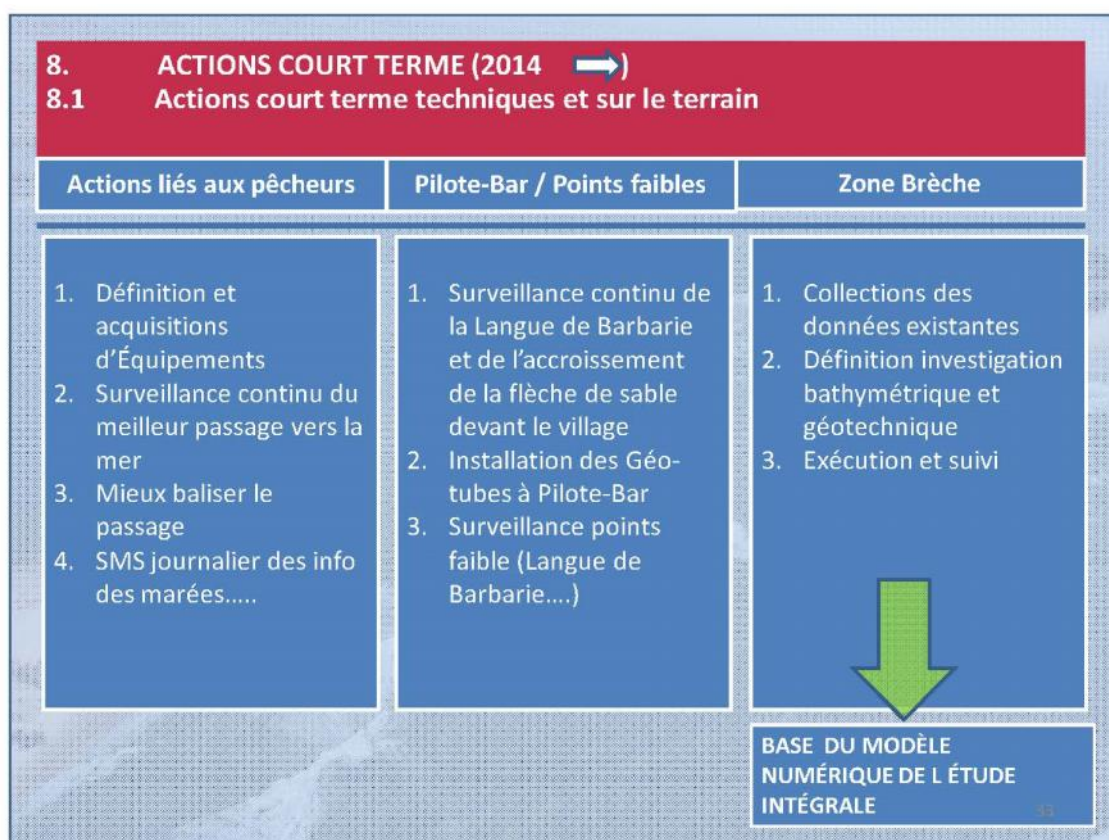 8. ACTIONS COURT TERME (2014 )
8.1 Actions court terme techniques et sur le terrain
Actions liés aux pêcheurs
Pilote-Bar / Points faibles
Zone Brèche
1. Définition et
acquisitions
d'Équipements
2. Surveillance continu du
meilleur passage vers la
mer
3. Mieux baliser le
passage
4. SMS journalier des info
des marées.....
1. Surveillance continu de
la Langue de Barbarie
et de l'accroissement
de la flèche de sable
devant le village
2. Installation des Géo-
tubes à Pilote-Bar
3. Surveillance points
faible (Langue de
Barbarie....)
1. Collections des
données existantes
2. Définition investigation
bathymétrique et
géotechnique
3. Exécution et suivi
BASE DU MODÈLE
NUMÉRIQUE DE L ÉTUDE
INTÉGRALE
33